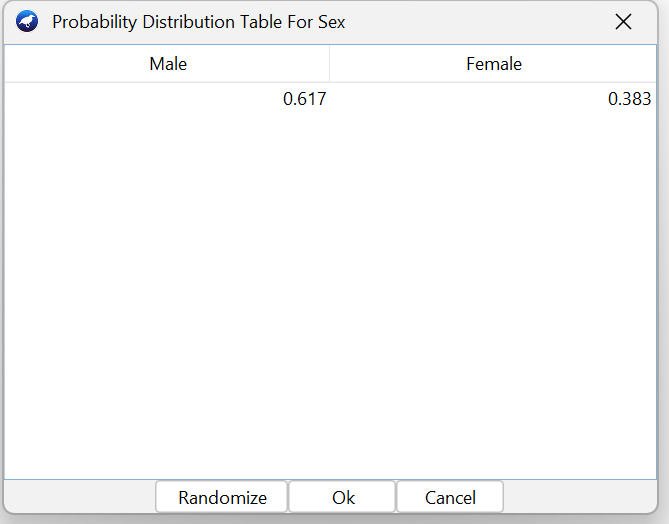 Probability Distribution Table For Sex
Male Female
0.617 0.383
Randomize Ok Cancel